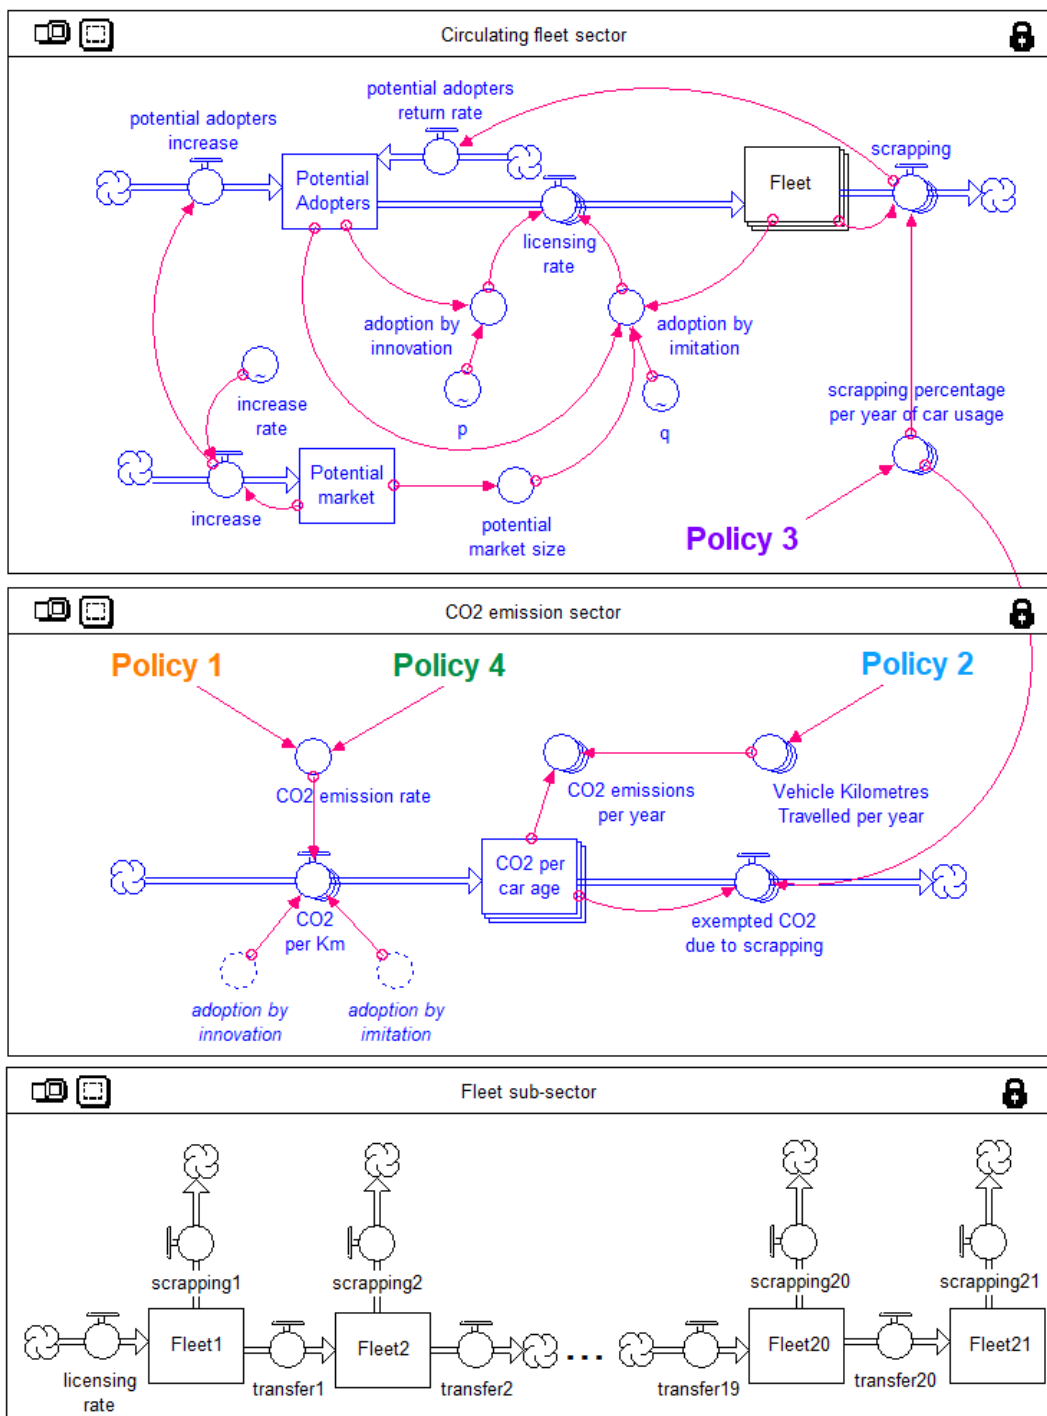 Circulating fleet sector
potential adopters
return rate
potential adopters
increase
scrapping
Potential
Adopters
Fleet
licensing
rate
adoption by
innovation
adoption by
imitation
increase
rate
~
p
~
q
~
scrapping percentage
per year of car usage
Potential
market
increase
potential
market size
Policy 3
CO2 emission sector
Policy 1
Policy 4
Policy 2
CO2 emission rate
CO2 emissions
per year
Vehicle Kilometres
Travelled per year
CO2 per
car age
CO2
per Km
exempted CO2
due to scrapping
adoption by
innovation
adoption by
imitation
Fleet sub-sector
scrapping1
scrapping2
scrapping20
scrapping21
Fleet1
Fleet2
...
Fleet20
Fleet21
licensing
rate
transfer1
transfer2
transfer19
transfer20